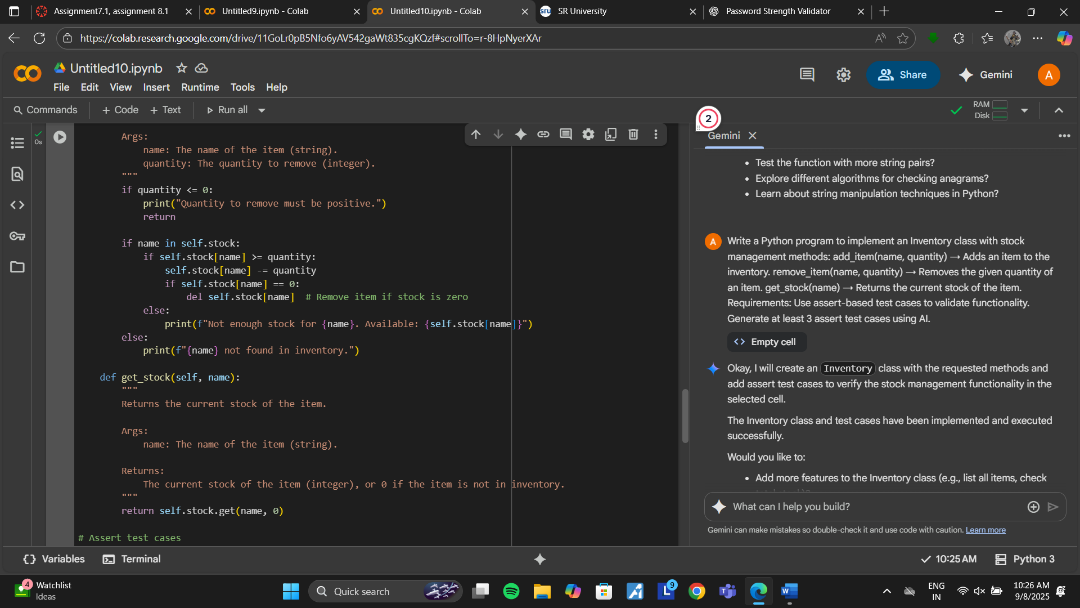 Assignment7.1, assignment 8.1
Untitled9.ipynb - Colab
Untitled10.ipynb - Colab
SR University
Password Strength Validator
https://colab.research.google.com/drive/11GoLr0pB5Nfo6yAV542gaWt835cgKQzf#scrollTo=r-8HpNyerXAr
Untitled10.ipynb
File Edit View Insert Runtime Tools Help
Share
Gemini
A
Commands + Code + Text Run all
RAM
Disk
2
Gemini
0s
Args:
name: The name of the item (string).
quantity: The quantity to remove (integer).
"""
if quantity <= 0:
print("Quantity to remove must be positive.")
return
if name in self.stock:
if self.stock[name] >= quantity:
self.stock[name] -= quantity
if self.stock[name] == 0:
del self.stock[name] # Remove item if stock is zero
else:
print(f"Not enough stock for {name}. Available: {self.stock[name]}")
else:
print(f"{name} not found in inventory.")
def get_stock(self, name):
"""
Returns the current stock of the item.
Args:
name: The name of the item (string).
Returns:
The current stock of the item (integer), or 0 if the item is not in inventory.
"""
return self.stock.get(name, 0)
# Assert test cases
• Test the function with more string pairs?
• Explore different algorithms for checking anagrams?
• Learn about string manipulation techniques in Python?
A
Write a Python program to implement an Inventory class with stock
management methods: add_item(name, quantity) → Adds an item to the
inventory. remove_item(name, quantity) → Removes the given quantity of
an item. get_stock(name) → Returns the current stock of the item.
Requirements: Use assert-based test cases to validate functionality.
Generate at least 3 assert test cases using AI.
<> Empty cell
Okay, I will create an Inventory class with the requested methods and
add assert test cases to verify the stock management functionality in the
selected cell.
The Inventory class and test cases have been implemented and executed
successfully.
Would you like to:
• Add more features to the Inventory class (e.g., list all items, check
What can I help you build?
Gemini can make mistakes so double-check it and use code with caution. Learn more
{} Variables
Terminal
10:25 AM
Python 3
4
Watchlist
Ideas
Quick search
9
ENG
IN
10:26 AM
9/8/2025